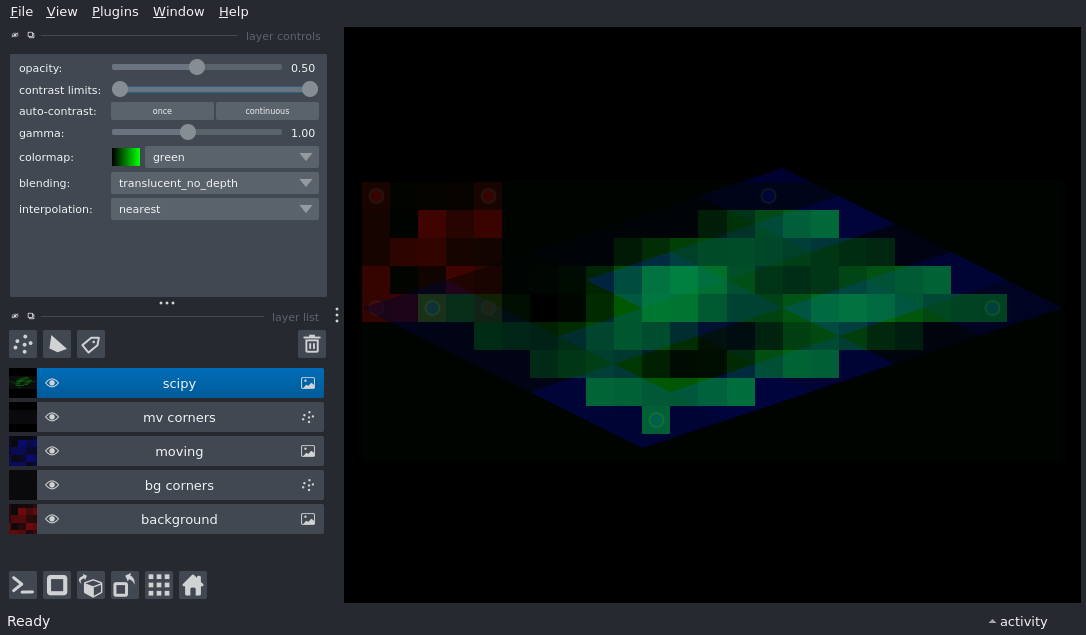 File View Plugins Window Help
layer controls
opacity: 0.50
contrast limits:
auto-contrast: once continuous
gamma: 1.00
colormap: green
blending: translucent_no_depth
interpolation: nearest
layer list
scipy
mv corners
moving
bg corners
background
Ready activity